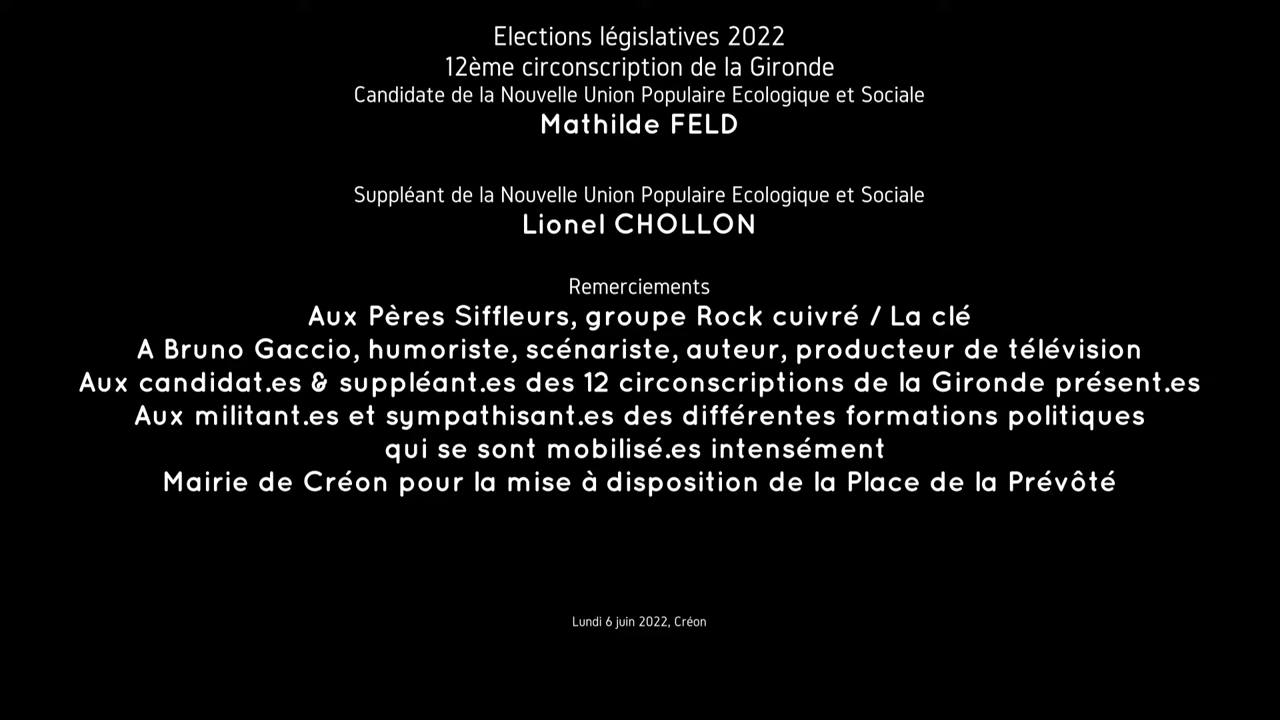 Elections législatives 2022
12ème circonscription de la Gironde
Candidate de la Nouvelle Union Populaire Ecologique et Sociale
Mathilde FELD
Suppléant de la Nouvelle Union Populaire Ecologique et Sociale
Lionel CHOLLON
Remerciements
Aux Pères Siffleurs, groupe Rock cuivré / La clé
A Bruno Gaccio, humoriste, scénariste, auteur, producteur de télévision
Aux candidat.es & suppléant.es des 12 circonscriptions de la Gironde présent.es
Aux militant.es et sympathisant.es des différentes formations politiques
qui se sont mobilisé.es intensément
Mairie de Créon pour la mise à disposition de la Place de la Prévôté
Lundi 6 juin 2022, Créon